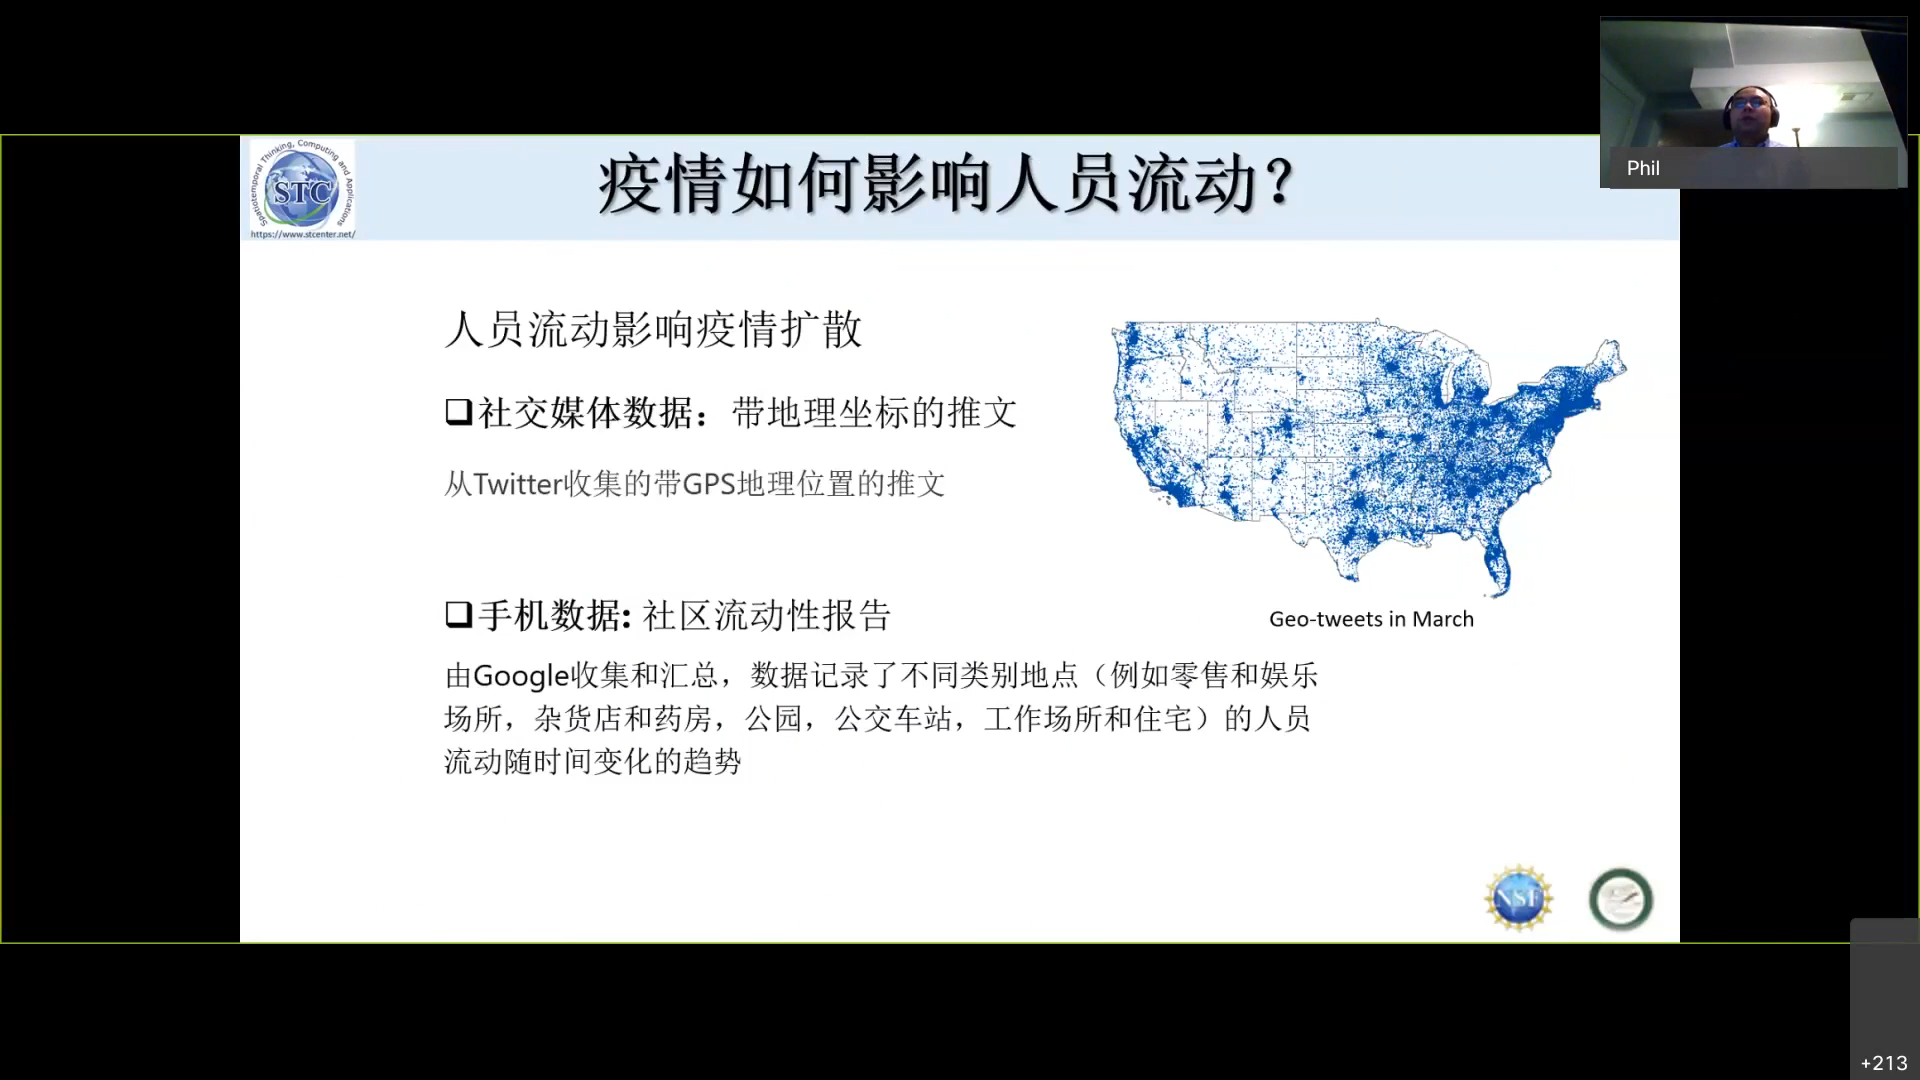 Phil
Spatiotemporal Thinking, Computing and Applications
STC
https://www.stcenter.net/
疫情如何影响人员流动?
人员流动影响疫情扩散
社交媒体数据：带地理坐标的推文
从Twitter收集的带GPS地理位置的推文
Geo-tweets in March
手机数据: 社区流动性报告
由Google收集和汇总，数据记录了不同类别地点（例如零售和娱乐
场所，杂货店和药房，公园，公交车站，工作场所和住宅）的人员
流动随时间变化的趋势
NSF
+213